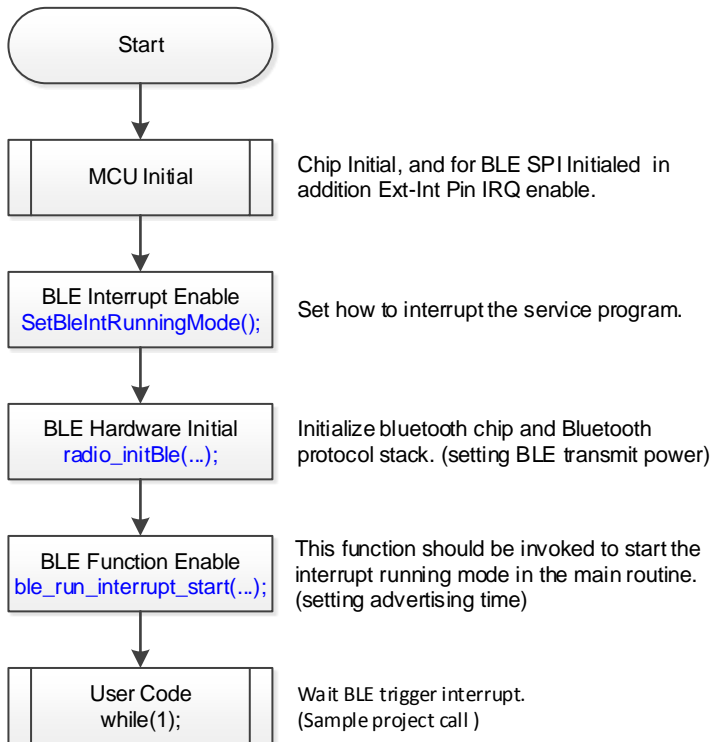 Start
MCU Initial
Chip Initial, and for BLE SPI Initialed in
addition Ext-Int Pin IRQ enable.
BLE Interrupt Enable
SetBleIntRunningMode();
Set how to interrupt the service program.
BLE Hardware Initial
radio_initBle(...);
Initialize bluetooth chip and Bluetooth
protocol stack. (setting BLE transmit power)
BLE Function Enable
ble_run_interrupt_start(...);
This function should be invoked to start the
interrupt running mode in the main routine.
(setting advertising time)
User Code
while(1);
Wait BLE trigger interrupt.
(Sample project call )